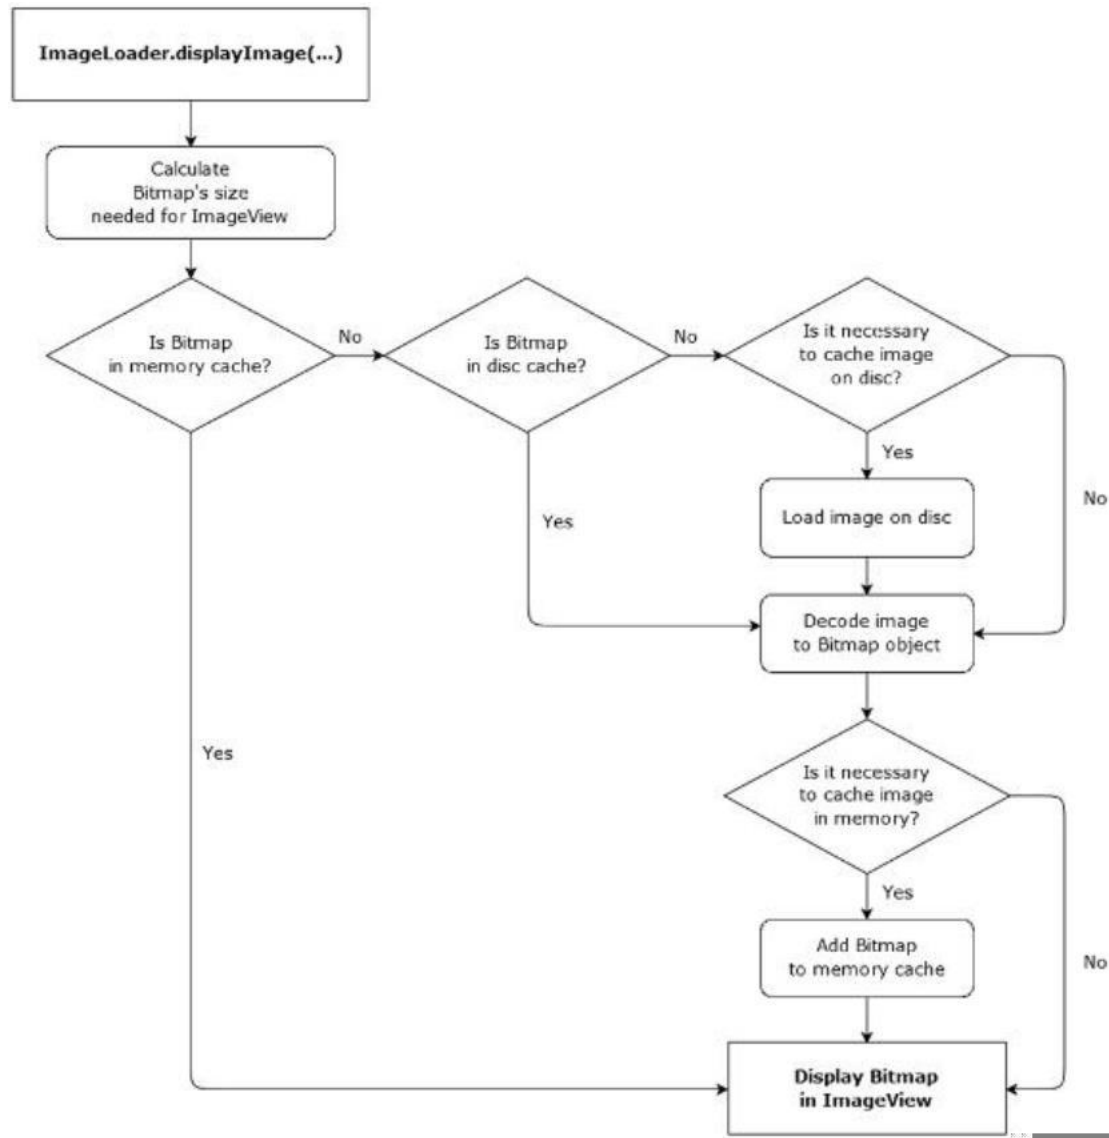 ImageLoader.displayImage(...)
Calculate
Bitmap's size
needed for ImageView
Is Bitmap
in memory cache?
No
Is Bitmap
in disc cache?
No
Is it necessary
to cache image
on disc?
Yes
No
Load image on disc
Yes
Decode image
to Bitmap object
Yes
Is it necessary
to cache image
in memory?
Yes
No
Add Bitmap
to memory cache
Display Bitmap
in ImageView